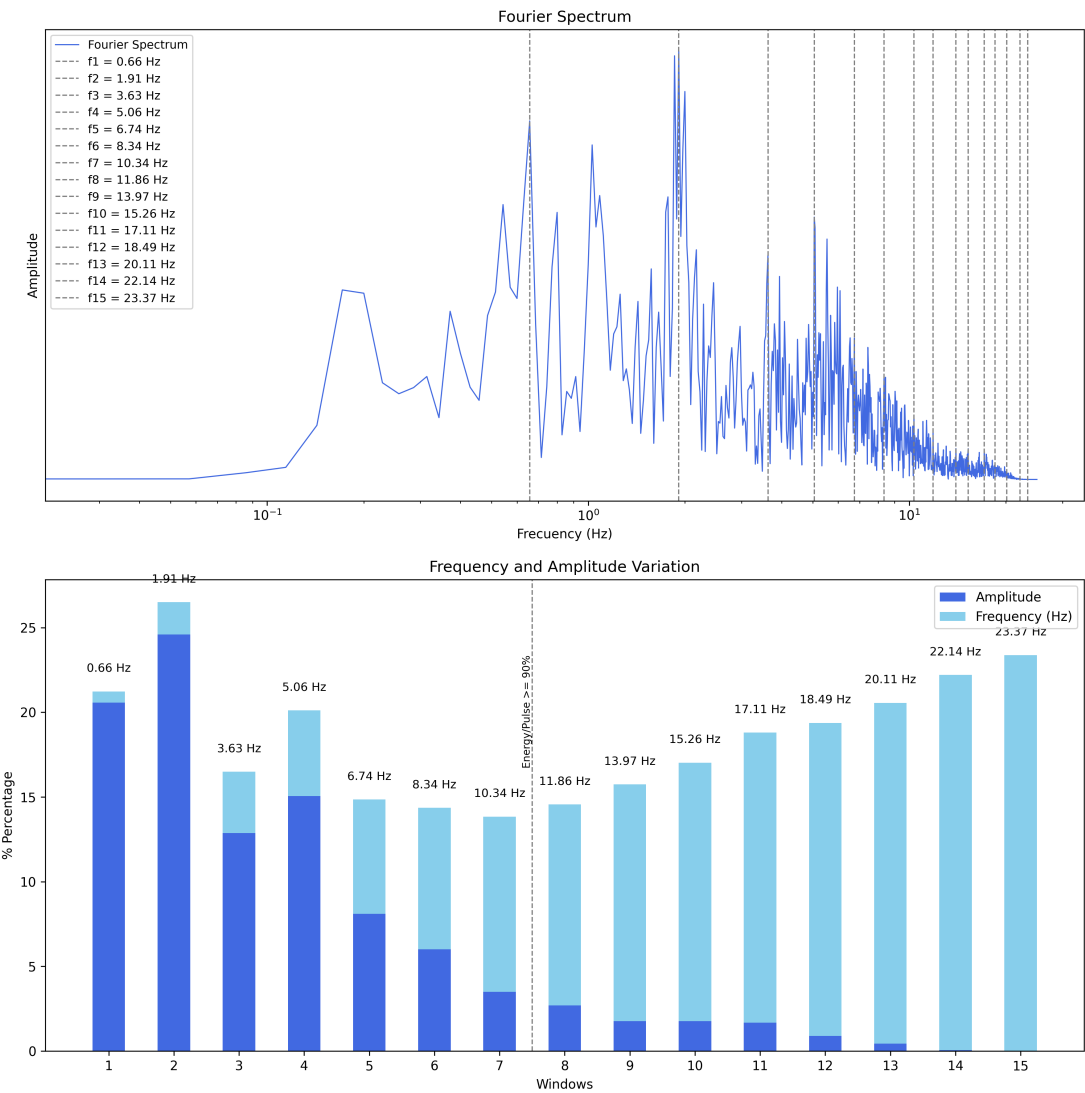 Fourier Spectrum
Fourier Spectrum
f1 = 0.66 Hz
f2 = 1.91 Hz
f3 = 3.63 Hz
f4 = 5.06 Hz
f5 = 6.74 Hz
f6 = 8.34 Hz
f7 = 10.34 Hz
f8 = 11.86 Hz
f9 = 13.97 Hz
f10 = 15.26 Hz
f11 = 17.11 Hz
f12 = 18.49 Hz
f13 = 20.11 Hz
f14 = 22.14 Hz
f15 = 23.37 Hz
Amplitude
10⁻¹ 10⁰ 10¹
Frecuency (Hz)
Frequency and Amplitude Variation
Amplitude
Frequency (Hz)
1.91 Hz
23.37 Hz
22.14 Hz
0.66 Hz
20.11 Hz
5.06 Hz
18.49 Hz
17.11 Hz
3.63 Hz
15.26 Hz
13.97 Hz
6.74 Hz
8.34 Hz
10.34 Hz
11.86 Hz
Energy/Pulse >= 90%
25
20
15
10
5
0
% Percentage
1 2 3 4 5 6 7 8 9 10 11 12 13 14 15
Windows